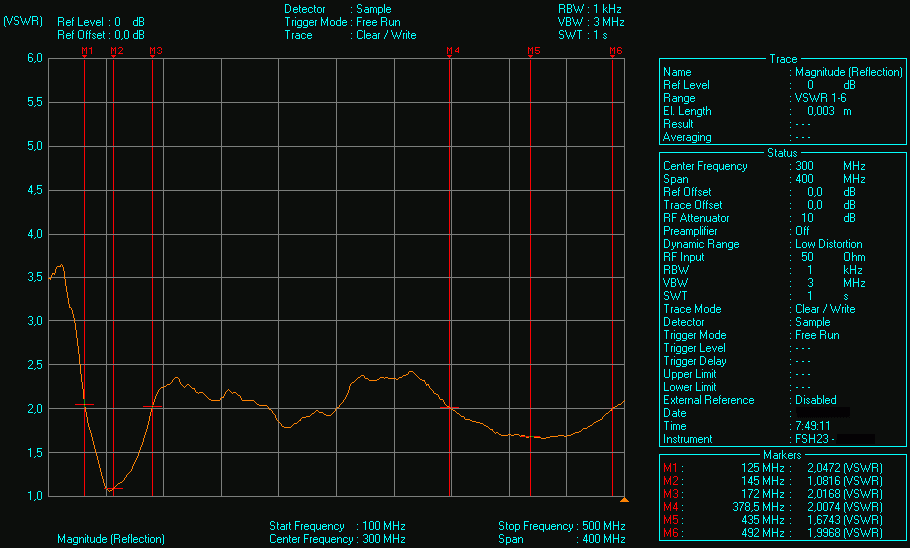 (VSWR) Ref Level : 0 dB
Ref Offset : 0,0 dB
Detector : Sample
Trigger Mode : Free Run
Trace : Clear / Write
RBW : 1 kHz
VBW : 3 MHz
SWT : 1 s
M1 M2 M3 M4 M5 M6
6,0
5,5
5,0
4,5
4,0
3,5
3,0
2,5
2,0
1,5
1,0
Start Frequency : 100 MHz
Center Frequency : 300 MHz
Stop Frequency : 500 MHz
Span : 400 MHz
Magnitude (Reflection)
Trace
Name : Magnitude (Reflection)
Ref Level : 0 dB
Range : VSWR 1-6
El. Length : 0,003 m
Result : - - -
Averaging : - - -
Status
Center Frequency : 300 MHz
Span : 400 MHz
Ref Offset : 0,0 dB
Trace Offset : 0,0 dB
RF Attenuator : 10 dB
Preamplifier : Off
Dynamic Range : Low Distortion
RF Input : 50 Ohm
RBW : 1 kHz
VBW : 3 MHz
SWT : 1 s
Trace Mode : Clear / Write
Detector : Sample
Trigger Mode : Free Run
Trigger Level : - - -
Trigger Delay : - - -
Upper Limit : - - -
Lower Limit : - - -
External Reference : Disabled
Date :
Time : 7:49:11
Instrument : FSH23 -
Markers
M1 : 125 MHz : 2,0472 (VSWR)
M2 : 145 MHz : 1,0816 (VSWR)
M3 : 172 MHz : 2,0168 (VSWR)
M4 : 378,5 MHz : 2,0074 (VSWR)
M5 : 435 MHz : 1,6743 (VSWR)
M6 : 492 MHz : 1,9968 (VSWR)